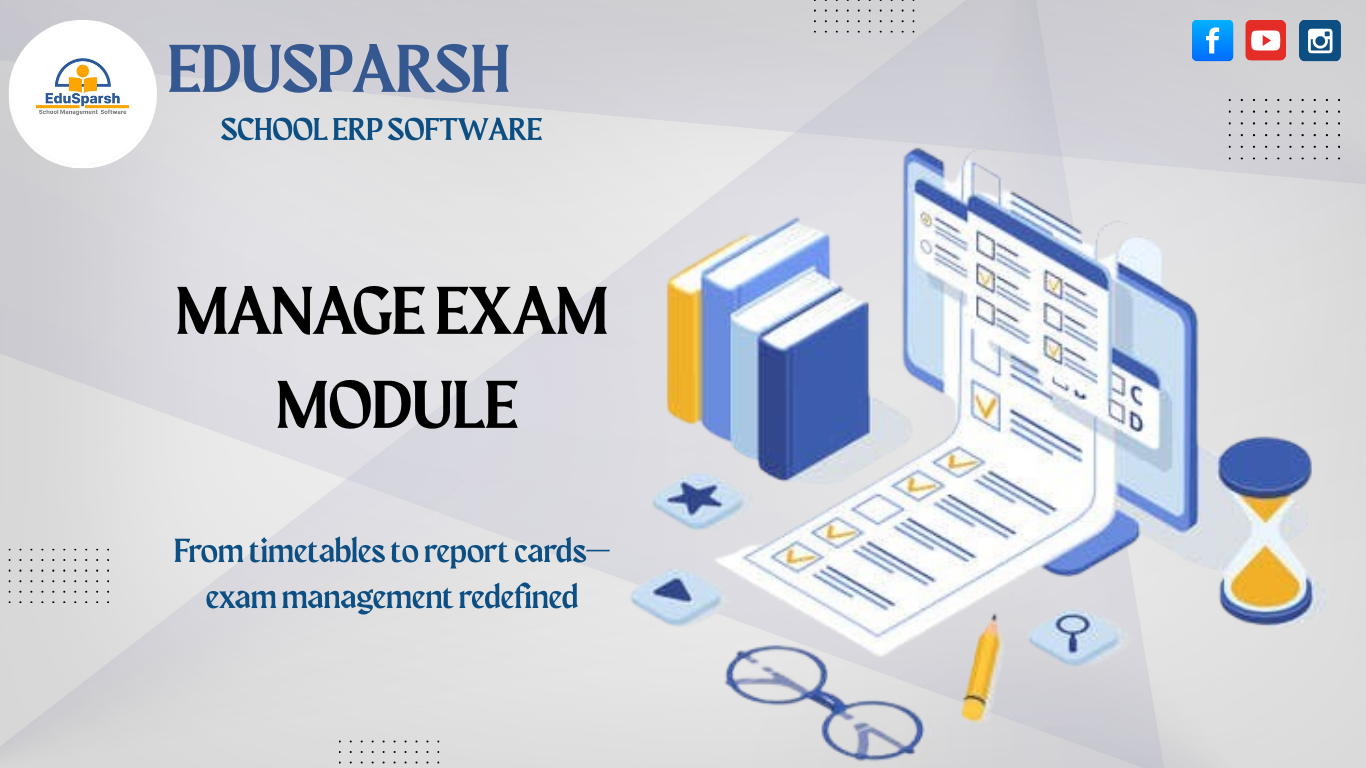 EduSparsh
School Management Software
EDUSPARSH
SCHOOL ERP SOFTWARE
MANAGE EXAM
MODULE
From timetables to report cards—
exam management redefined
C
D